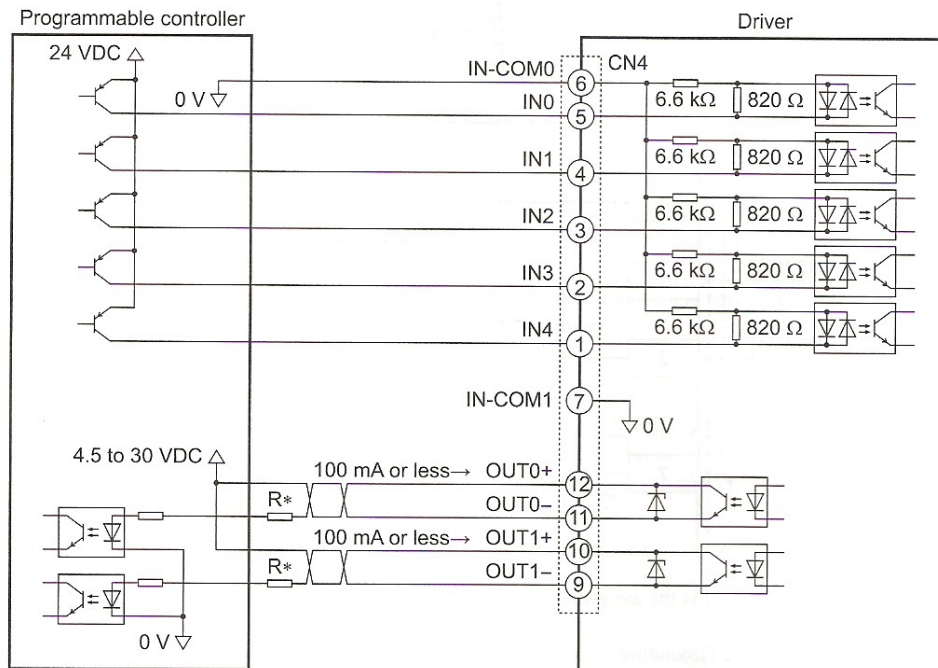 Programmable controller
Driver
24 VDC
0 V
IN-COM0
CN4
6
6.6 kΩ
820 Ω
IN0
5
IN1
4
6.6 kΩ
820 Ω
IN2
3
6.6 kΩ
820 Ω
IN3
2
6.6 kΩ
820 Ω
IN4
1
6.6 kΩ
820 Ω
IN-COM1
7
0 V
4.5 to 30 VDC
100 mA or less→ OUT0+
12
R*
OUT0−
11
100 mA or less→ OUT1+
10
R*
OUT1−
9
0 V